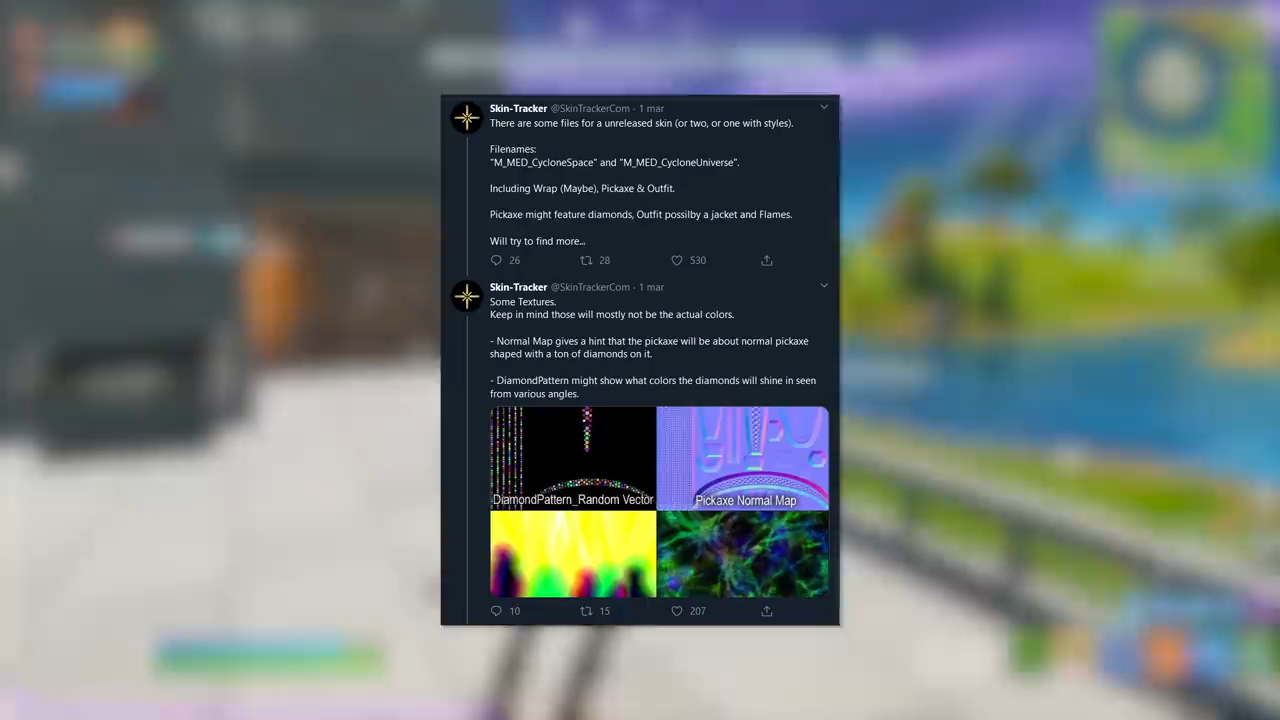 Skin-Tracker @SkinTrackerCom · 1 mar
There are some files for a unreleased skin (or two, or one with styles).
Filenames:
"M_MED_CycloneSpace" and "M_MED_CycloneUniverse".
Including Wrap (Maybe), Pickaxe & Outfit.
Pickaxe might feature diamonds, Outfit possilby a jacket and Flames.
Will try to find more...
26 28 530
Skin-Tracker @SkinTrackerCom · 1 mar
Some Textures.
Keep in mind those will mostly not be the actual colors.
- Normal Map gives a hint that the pickaxe will be about normal pickaxe
shaped with a ton of diamonds on it.
- DiamondPattern might show what colors the diamonds will shine in seen
from various angles.
DiamondPattern_Random Vector Pickaxe Normal Map
10 15 207